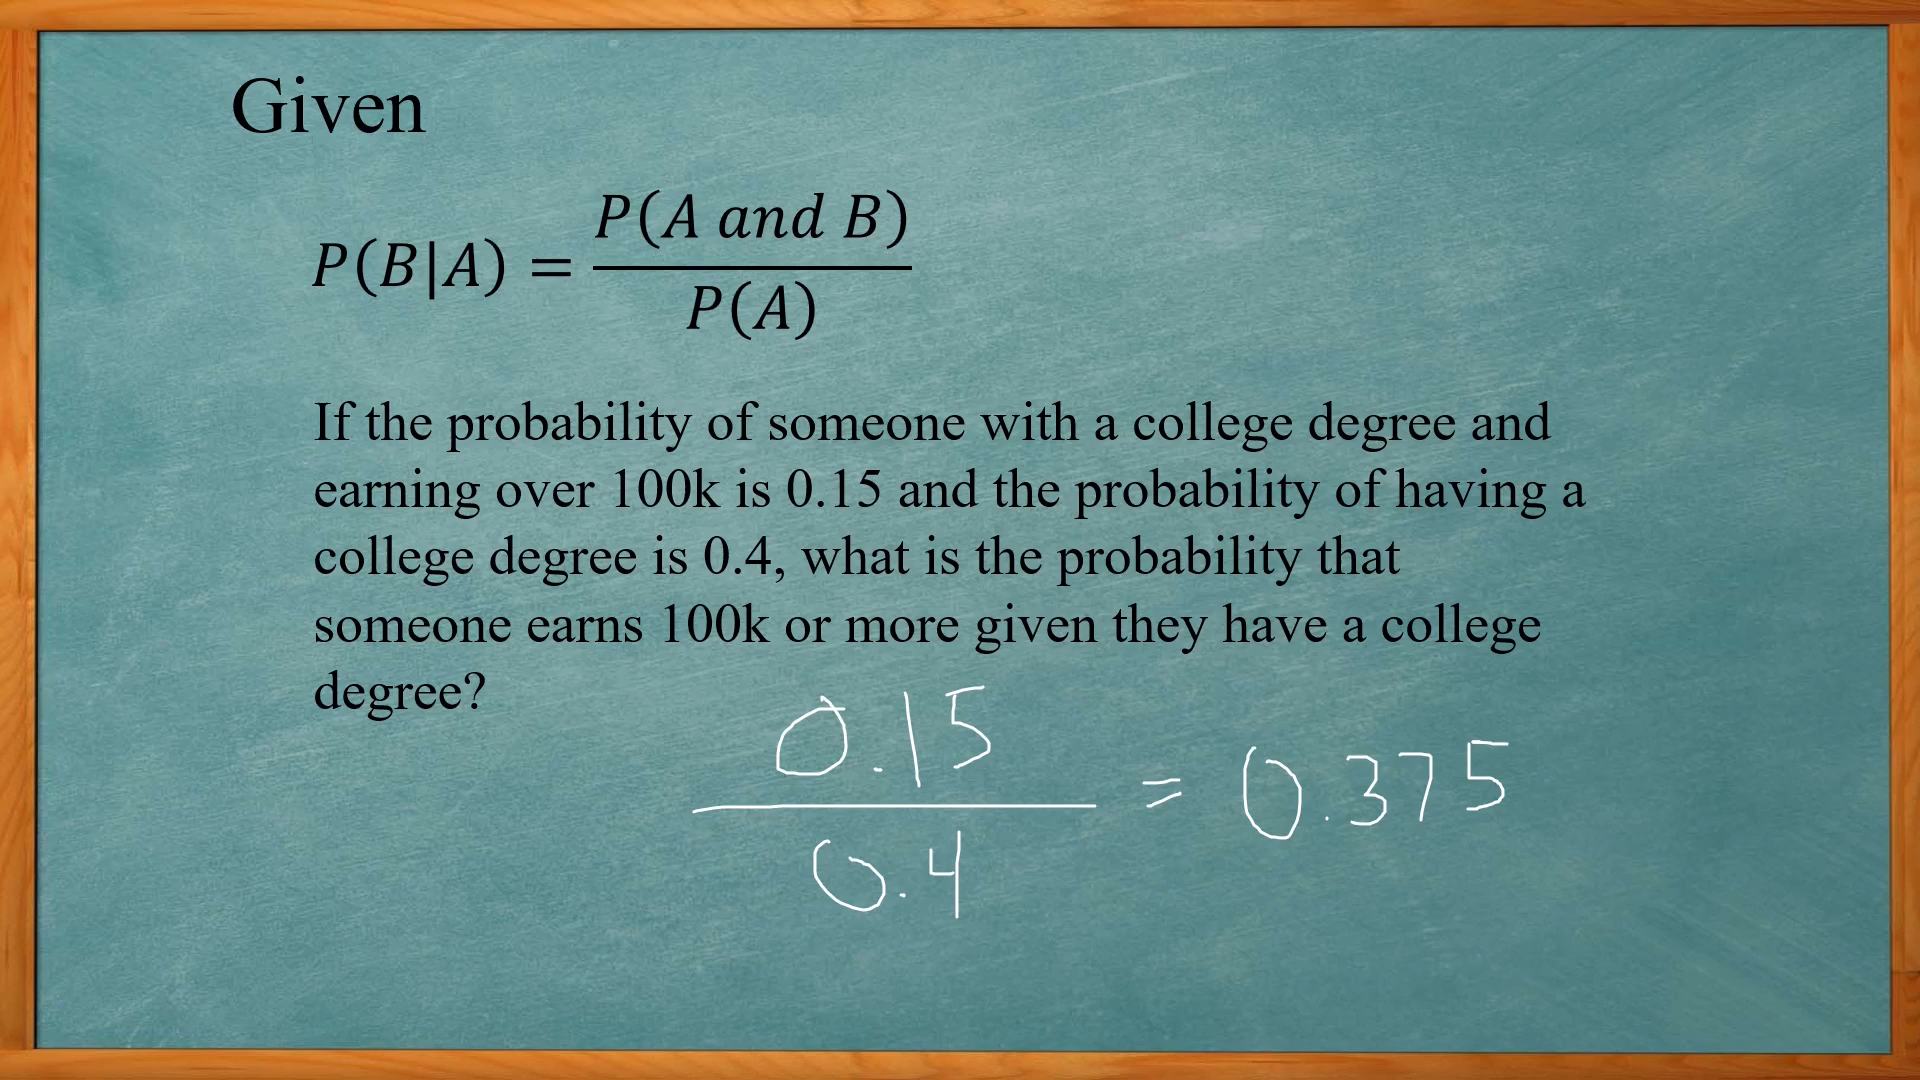 Given
P(B|A) = P(A and B) / P(A)
If the probability of someone with a college degree and
earning over 100k is 0.15 and the probability of having a
college degree is 0.4, what is the probability that
someone earns 100k or more given they have a college
degree?
0.15 / 0.4 = 0.375